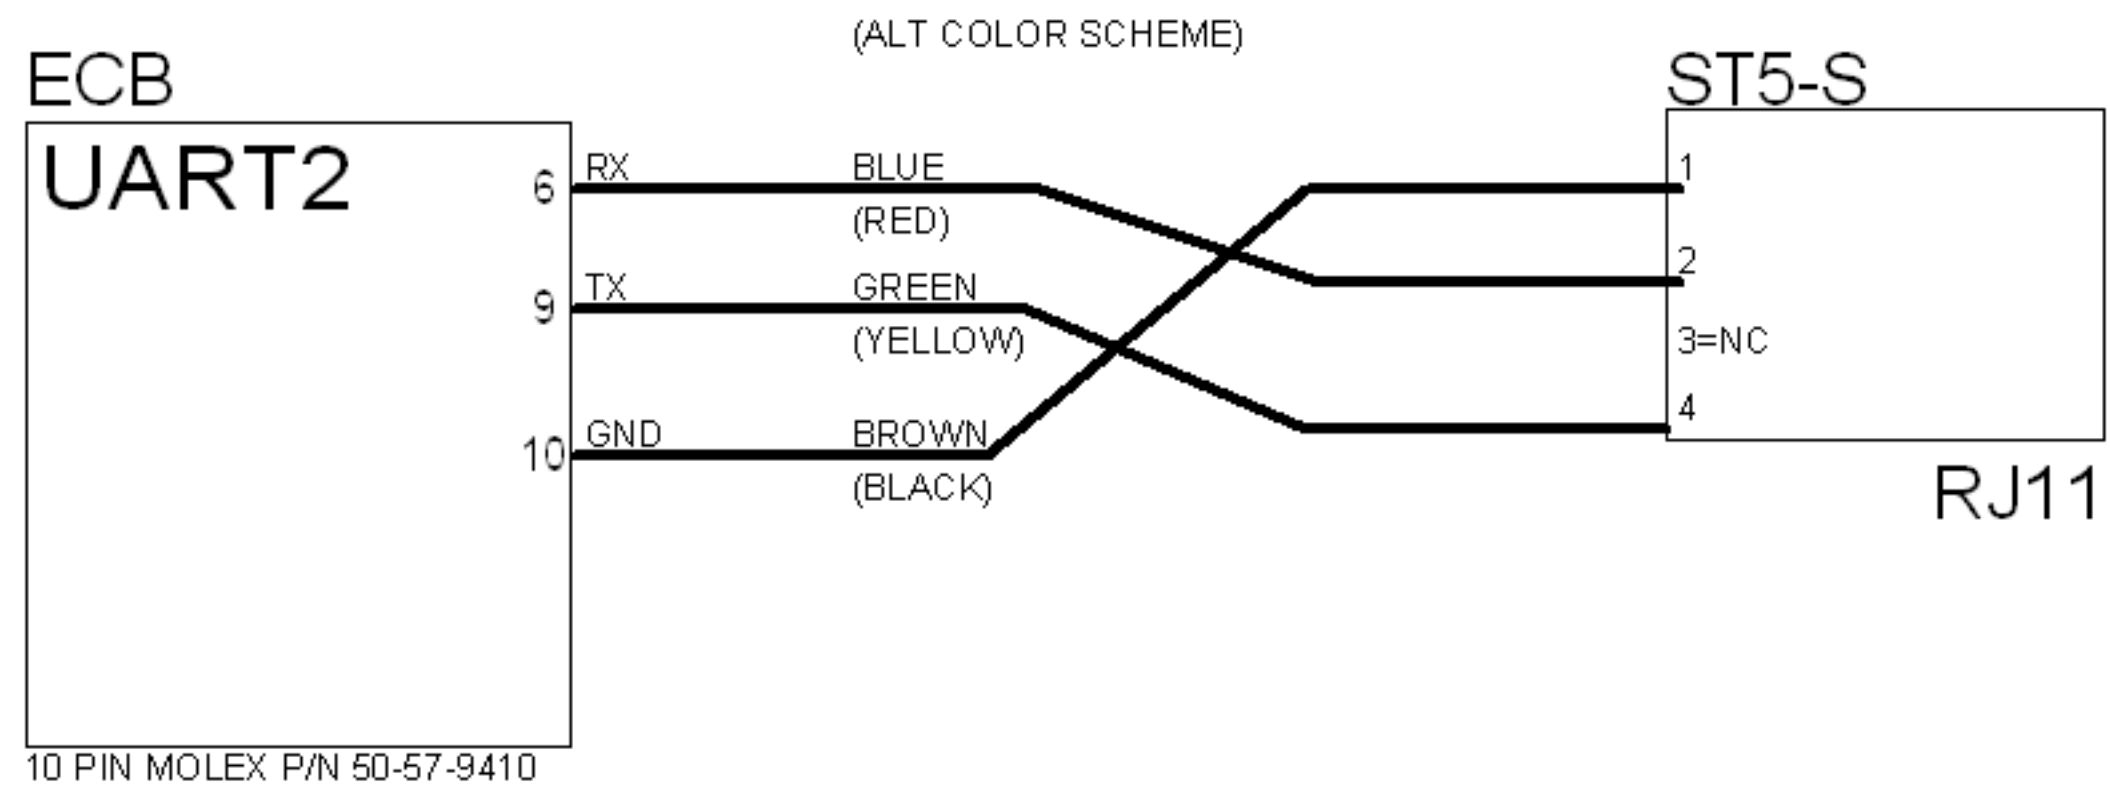 (ALT COLOR SCHEME)
ECB
ST5-S
UART2
6 RX BLUE
(RED)
1
2
9 TX GREEN
(YELLOW)
3=NC
4
10 GND BROWN
(BLACK)
RJ11
10 PIN MOLEX P/N 50-57-9410